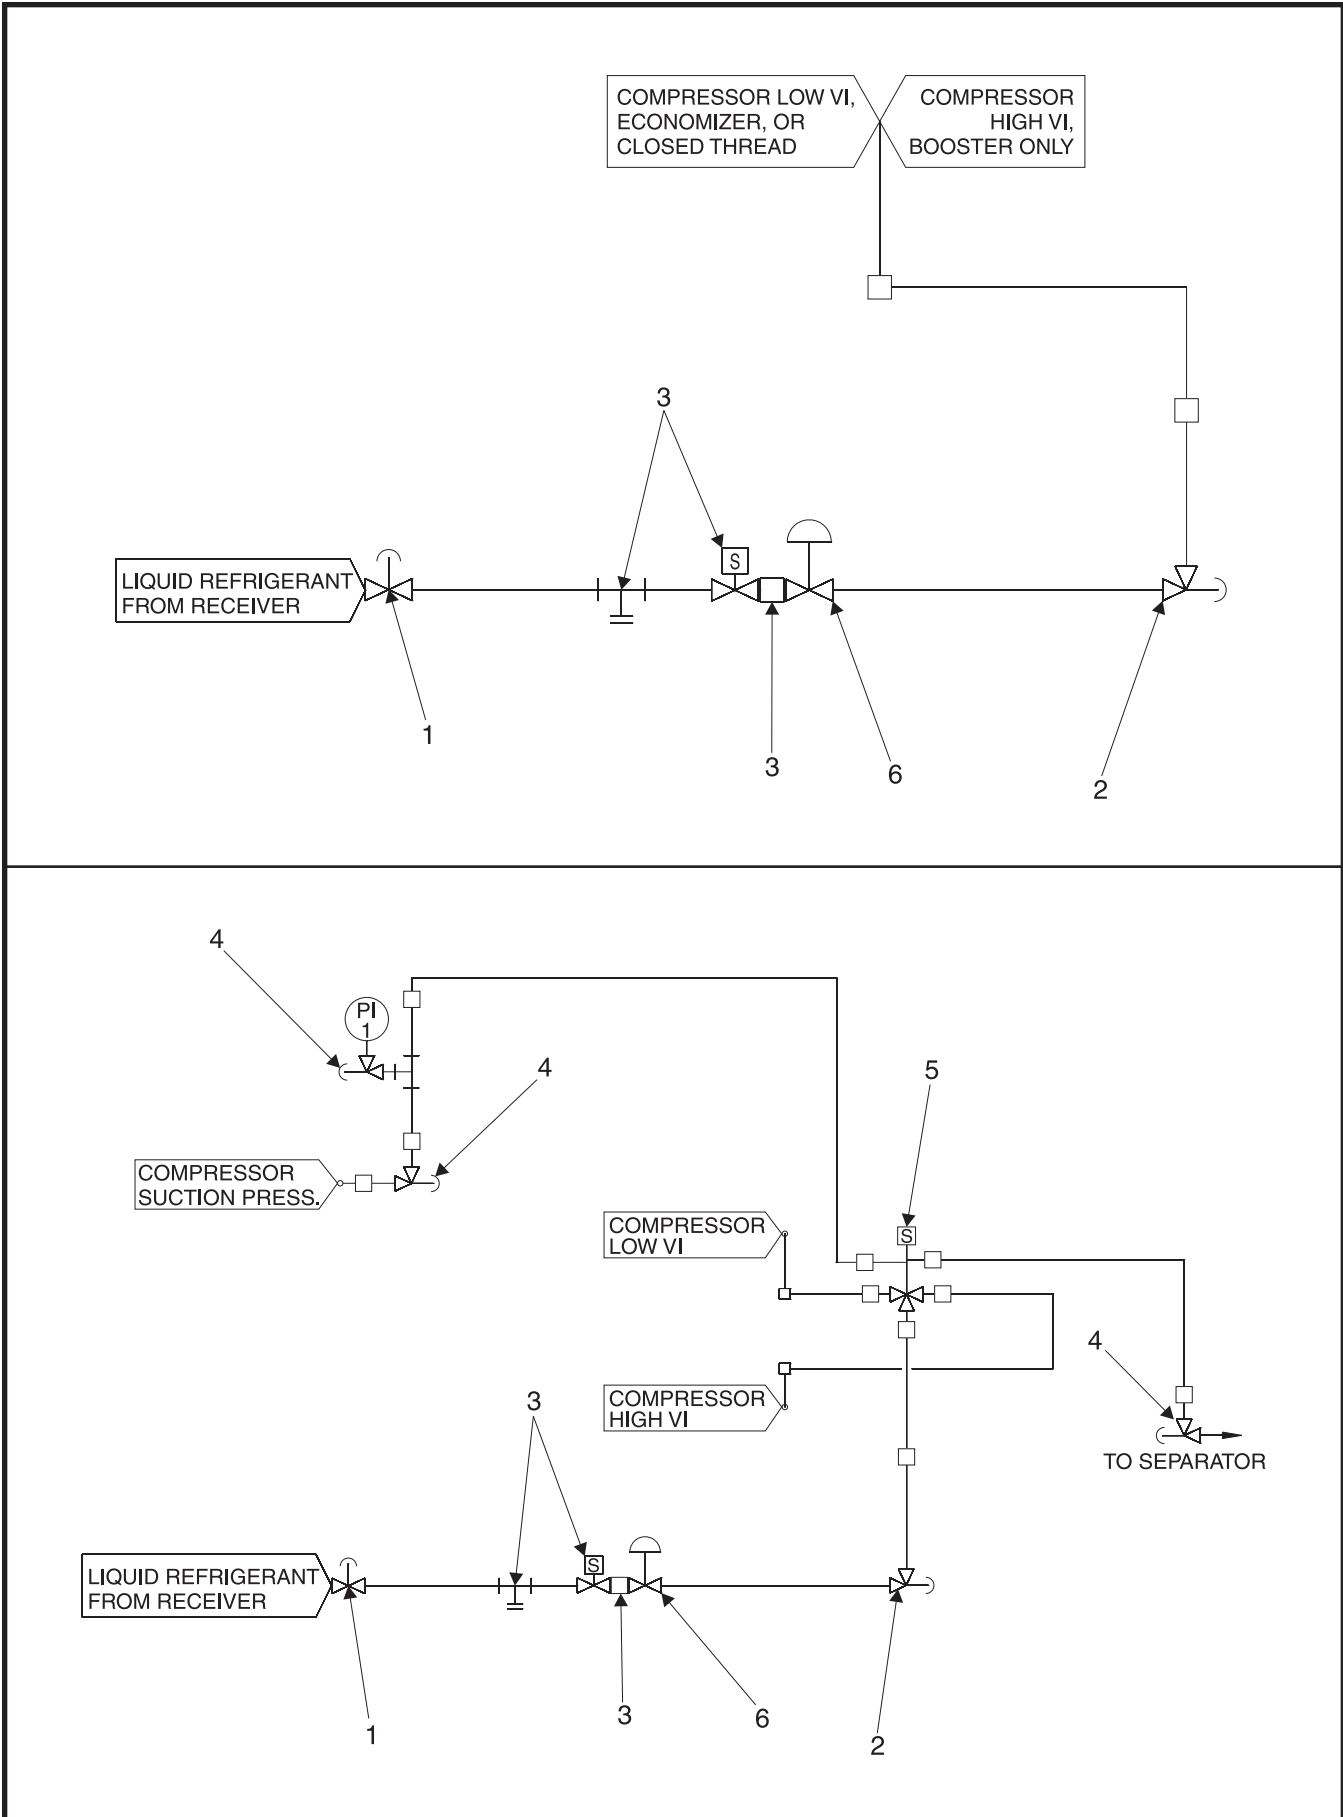 COMPRESSOR LOW VI,
ECONOMIZER, OR
CLOSED THREAD
COMPRESSOR
HIGH VI,
BOOSTER ONLY
3
S
LIQUID REFRIGERANT
FROM RECEIVER
1
3
6
2
4
PI
1
4
5
COMPRESSOR
SUCTION PRESS.
COMPRESSOR
LOW VI
S
4
COMPRESSOR
HIGH VI
3
TO SEPARATOR
S
LIQUID REFRIGERANT
FROM RECEIVER
1
3
6
2